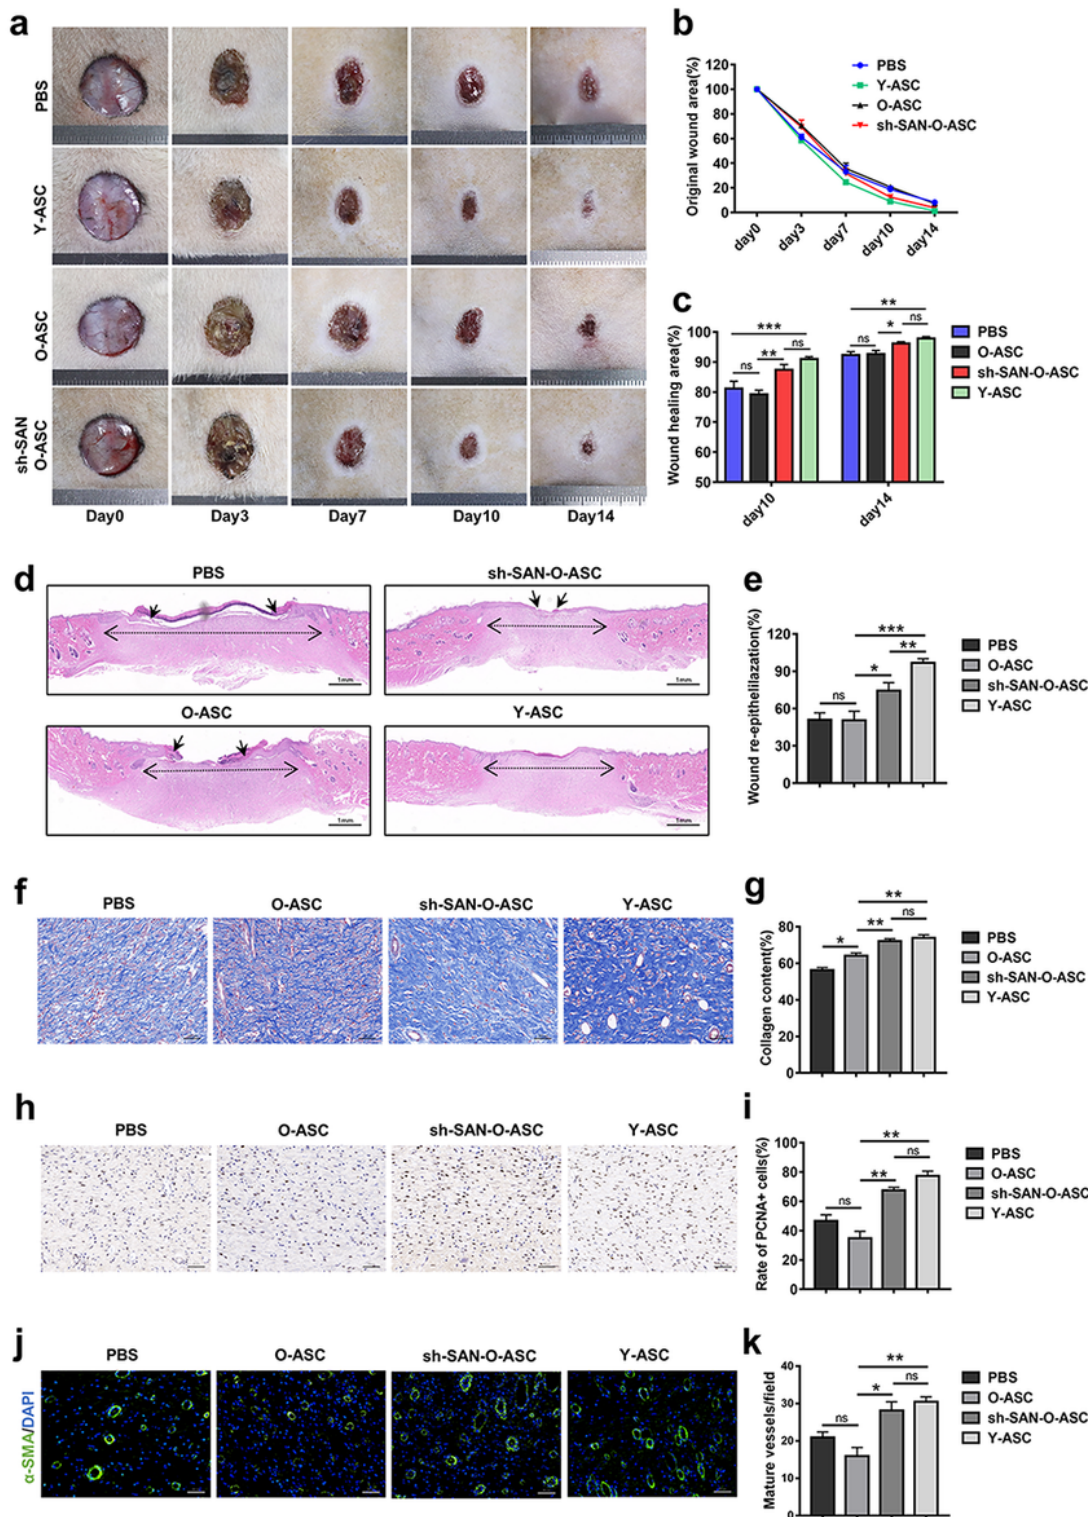 a
PBS
Y-ASC
O-ASC
sh-SAN
O-ASC
Day0 Day3 Day7 Day10 Day14
b
Original wound area(%)
120
100
80
60
40
20
0
day0 day3 day7 day10 day14
PBS
Y-ASC
O-ASC
sh-SAN-O-ASC
c
Wound healing area(%)
100
90
80
70
60
50
*** ns ** ns
** ns * ns
day10 day14
PBS
O-ASC
sh-SAN-O-ASC
Y-ASC
d
PBS sh-SAN-O-ASC
1mm 1mm
O-ASC Y-ASC
1mm 1mm
e
Wound re-epithelilazation(%)
120
90
60
30
0
***
**
*
ns
PBS
O-ASC
sh-SAN-O-ASC
Y-ASC
f
PBS O-ASC sh-SAN-O-ASC Y-ASC
g
Collagen content(%)
80
60
40
20
0
**
ns
**
*
PBS
O-ASC
sh-SAN-O-ASC
Y-ASC
h
PBS O-ASC sh-SAN-O-ASC Y-ASC
i
Rate of PCNA+ cells(%)
100
80
60
40
20
0
**
ns
**
ns
PBS
O-ASC
sh-SAN-O-ASC
Y-ASC
j
α-SMA/DAPI
PBS O-ASC sh-SAN-O-ASC Y-ASC
k
Mature vessels/field
40
30
20
10
0
**
ns
*
ns
PBS
O-ASC
sh-SAN-O-ASC
Y-ASC